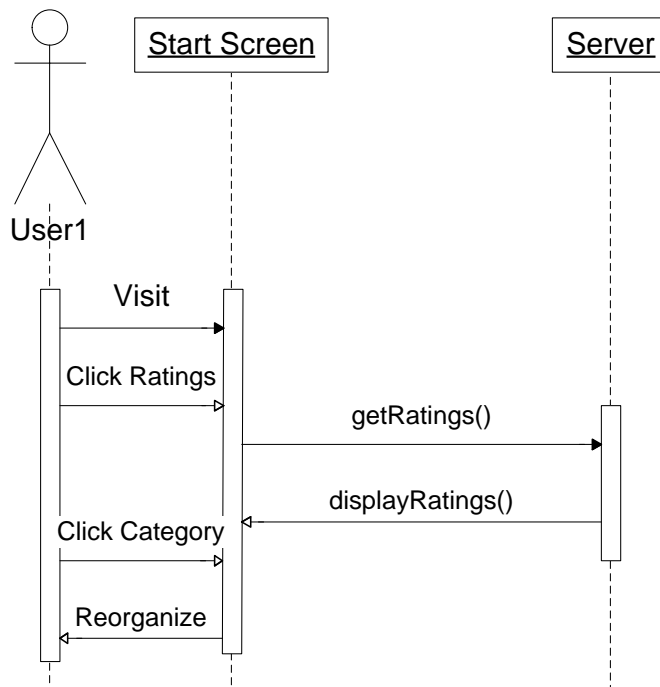 Start Screen
Server
User1
Visit
Click Ratings
getRatings()
displayRatings()
Click Category
Reorganize